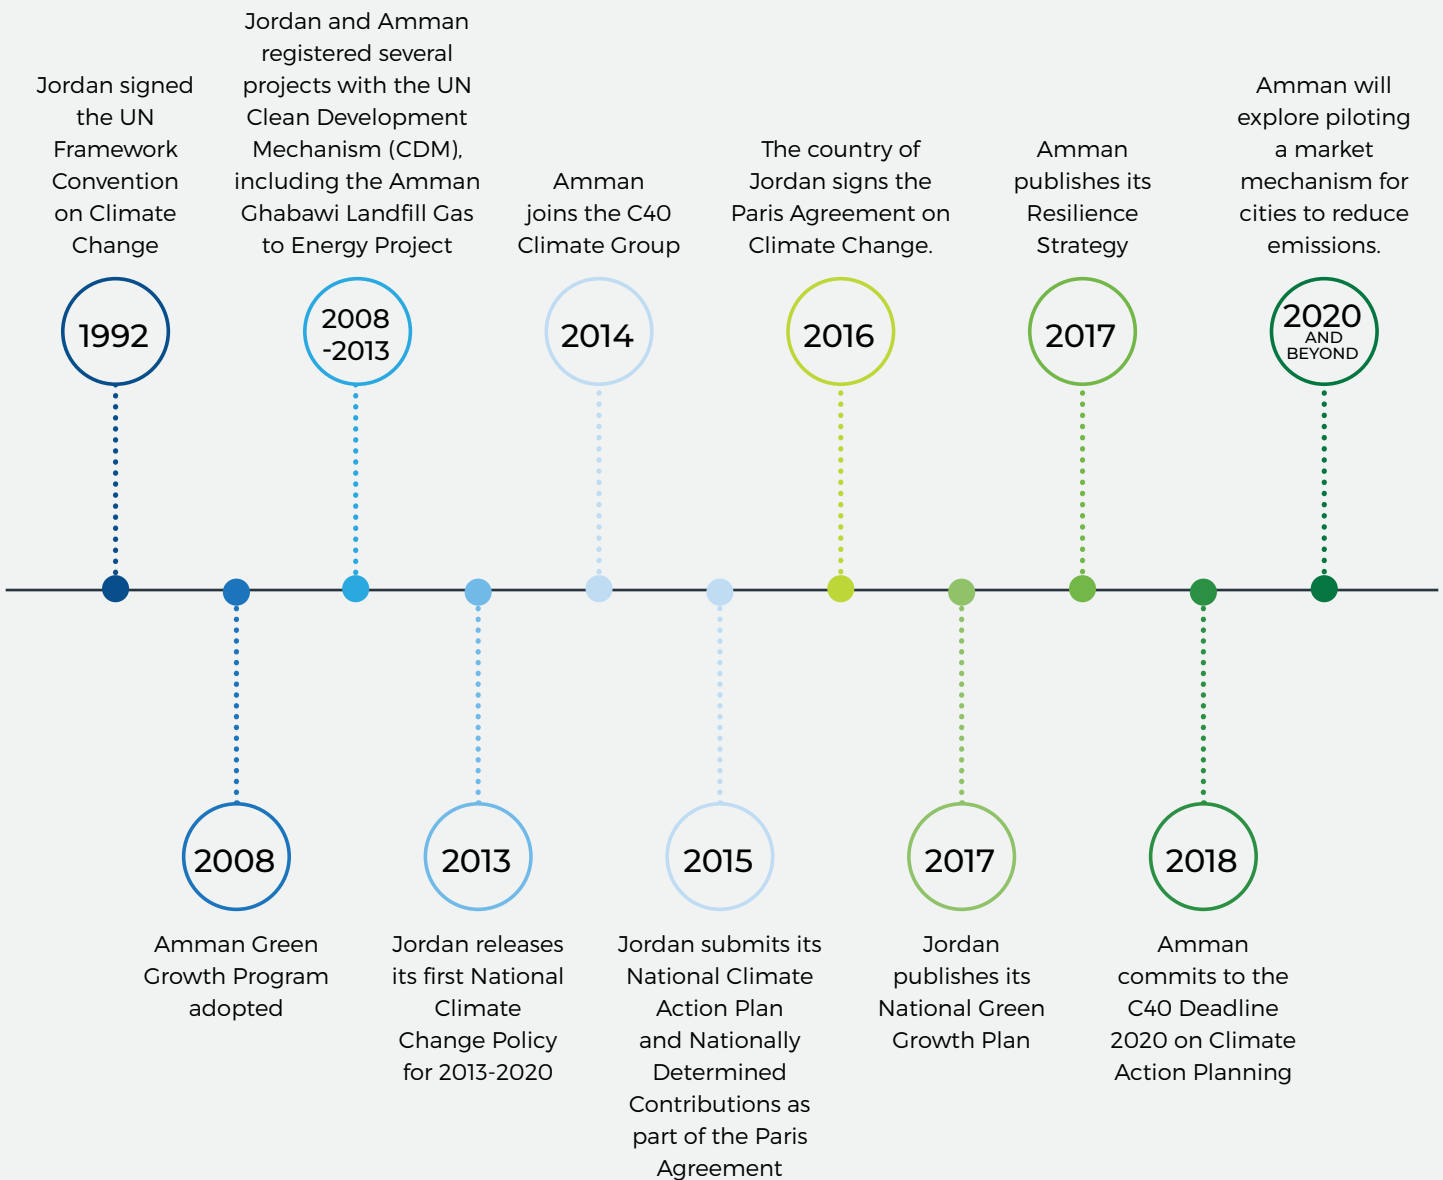 Jordan signed
the UN
Framework
Convention
on Climate
Change
1992
Amman Green
Growth Program
adopted
2008
Jordan and Amman
registered several
projects with the UN
Clean Development
Mechanism (CDM),
including the Amman
Ghabawi Landfill Gas
to Energy Project
2008
-2013
2013
Jordan releases
its first National
Climate
Change Policy
for 2013-2020
Amman
joins the C40
Climate Group
2014
2015
Jordan submits its
National Climate
Action Plan
and Nationally
Determined
Contributions as
part of the Paris
Agreement
The country of
Jordan signs the
Paris Agreement on
Climate Change.
2016
2017
Jordan
publishes its
National Green
Growth Plan
Amman
publishes its
Resilience
Strategy
2017
2018
Amman
commits to the
C40 Deadline
2020 on Climate
Action Planning
Amman will
explore piloting
a market
mechanism for
cities to reduce
emissions.
2020
AND
BEYOND